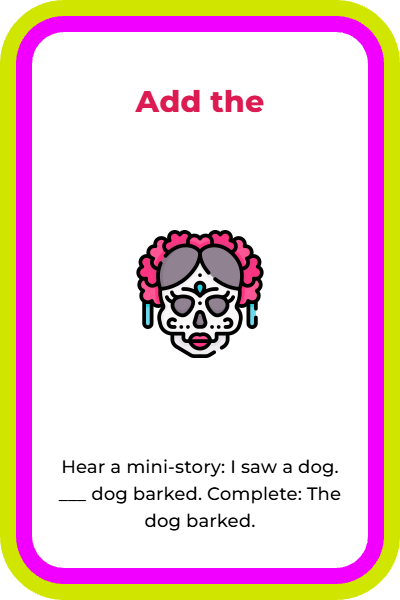 Add the
Hear a mini-story: I saw a dog.
___ dog barked. Complete: The
dog barked.